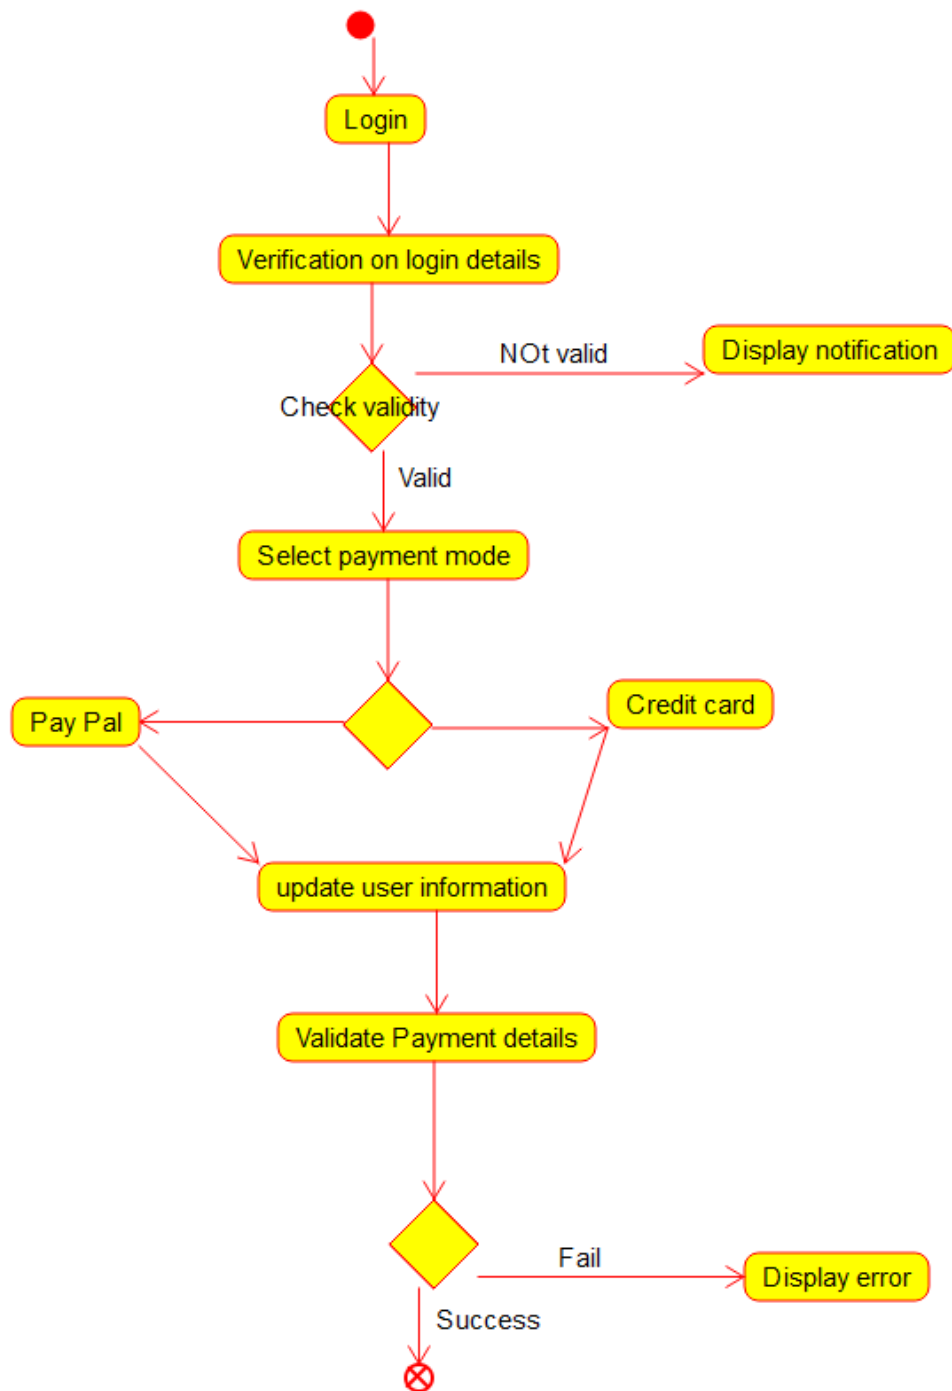 Login
Verification on login details
NOt valid
Display notification
Check validity
Valid
Select payment mode
Pay Pal
Credit card
update user information
Validate Payment details
Fail
Display error
Success